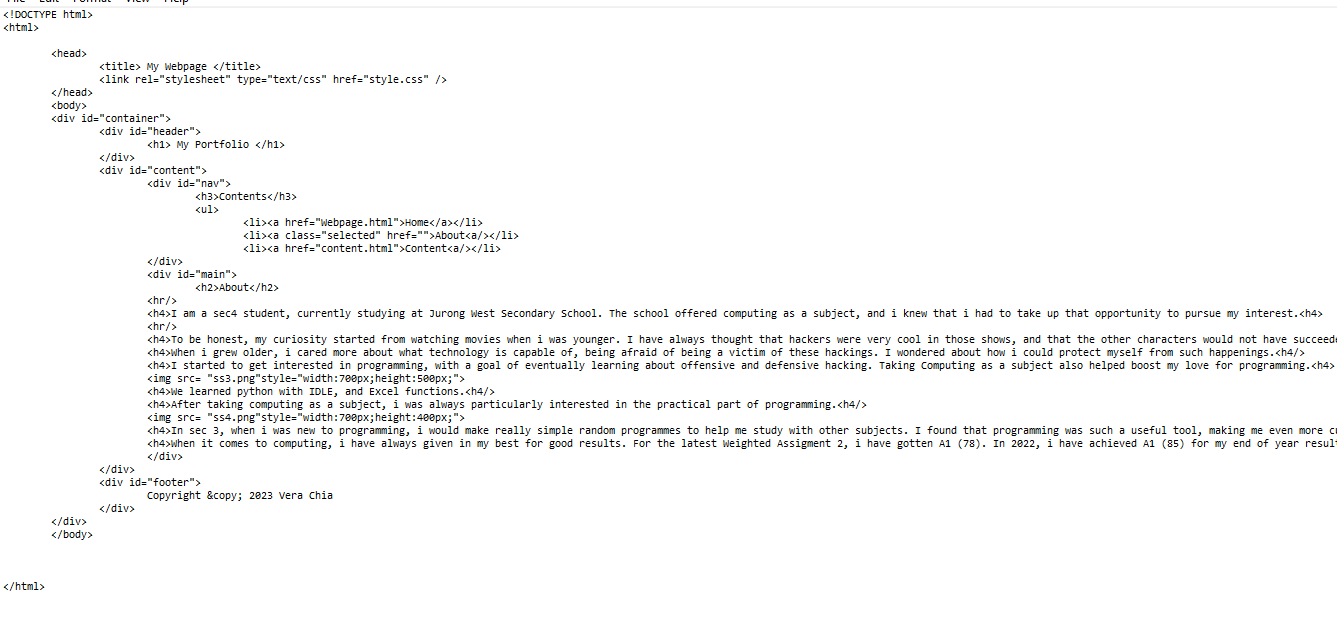 File Edit Format View Help
<!DOCTYPE html>
<html>
<head>
<title> My Webpage </title>
<link rel="stylesheet" type="text/css" href="style.css" />
</head>
<body>
<div id="container">
<div id="header">
<h1> My Portfolio </h1>
</div>
<div id="content">
<div id="nav">
<h3>Contents</h3>
<ul>
<li><a href="Webpage.html">Home</a></li>
<li><a class="selected" href="">About<a/></li>
<li><a href="content.html">Content<a/></li>
</div>
<div id="main">
<h2>About</h2>
<hr/>
<h4>I am a sec4 student, currently studying at Jurong West Secondary School. The school offered computing as a subject, and i knew that i had to take up that opportunity to pursue my interest.<h4>
<hr/>
<h4>To be honest, my curiosity started from watching movies when i was younger. I have always thought that hackers were very cool in those shows, and that the other characters would not have succeede
<h4>When i grew older, i cared more about what technology is capable of, being afraid of being a victim of these hackings. I wondered about how i could protect myself from such happenings.<h4/>
<h4>I started to get interested in programming, with a goal of eventually learning about offensive and defensive hacking. Taking Computing as a subject also helped boost my love for programming.<h4>
<img src= "ss3.png"style="width:700px;height:500px;">
<h4>We learned python with IDLE, and Excel functions.<h4/>
<h4>After taking computing as a subject, i was always particularly interested in the practical part of programming.<h4/>
<img src= "ss4.png"style="width:700px;height:400px;">
<h4>In sec 3, when i was new to programming, i would make really simple random programmes to help me study with other subjects. I found that programming was such a useful tool, making me even more cu
<h4>When it comes to computing, i have always given in my best for good results. For the latest Weighted Assigment 2, i have gotten A1 (78). In 2022, i have achieved A1 (85) for my end of year resul
</div>
</div>
<div id="footer">
Copyright &copy; 2023 Vera Chia
</div>
</div>
</body>
</html>